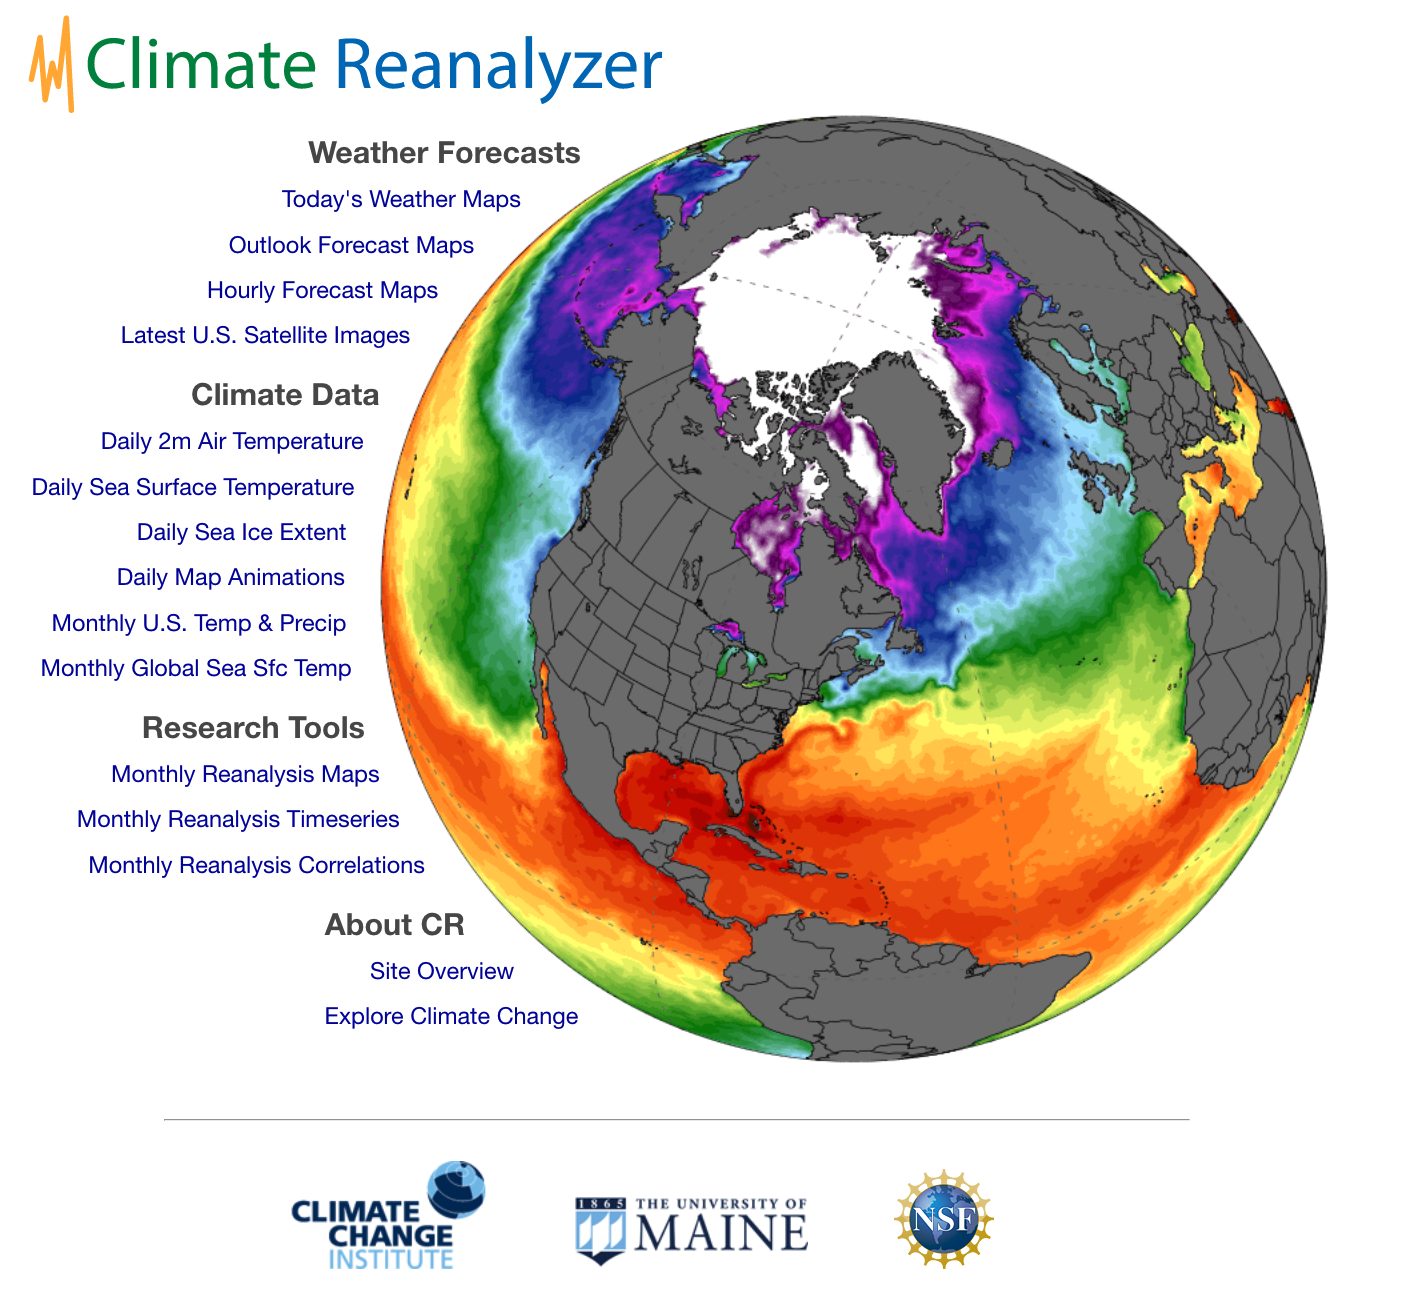 Climate Reanalyzer
Weather Forecasts
Today's Weather Maps
Outlook Forecast Maps
Hourly Forecast Maps
Latest U.S. Satellite Images
Climate Data
Daily 2m Air Temperature
Daily Sea Surface Temperature
Daily Sea Ice Extent
Daily Map Animations
Monthly U.S. Temp & Precip
Monthly Global Sea Sfc Temp
Research Tools
Monthly Reanalysis Maps
Monthly Reanalysis Timeseries
Monthly Reanalysis Correlations
About CR
Site Overview
Explore Climate Change
CLIMATE
CHANGE
INSTITUTE
1865 THE UNIVERSITY OF
MAINE
NSF